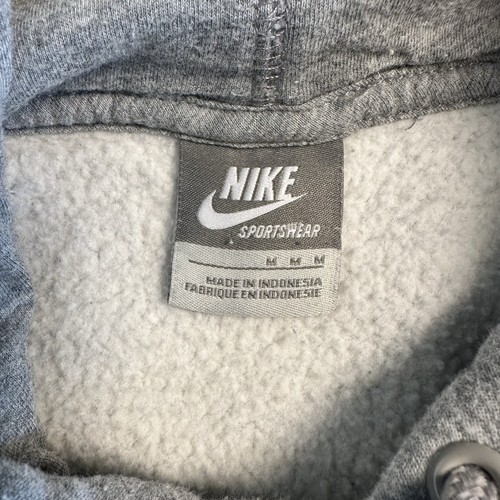 NIKE
SPORTSWEAR
M M M
MADE IN INDONESIA
FABRIQUE EN INDONESIE